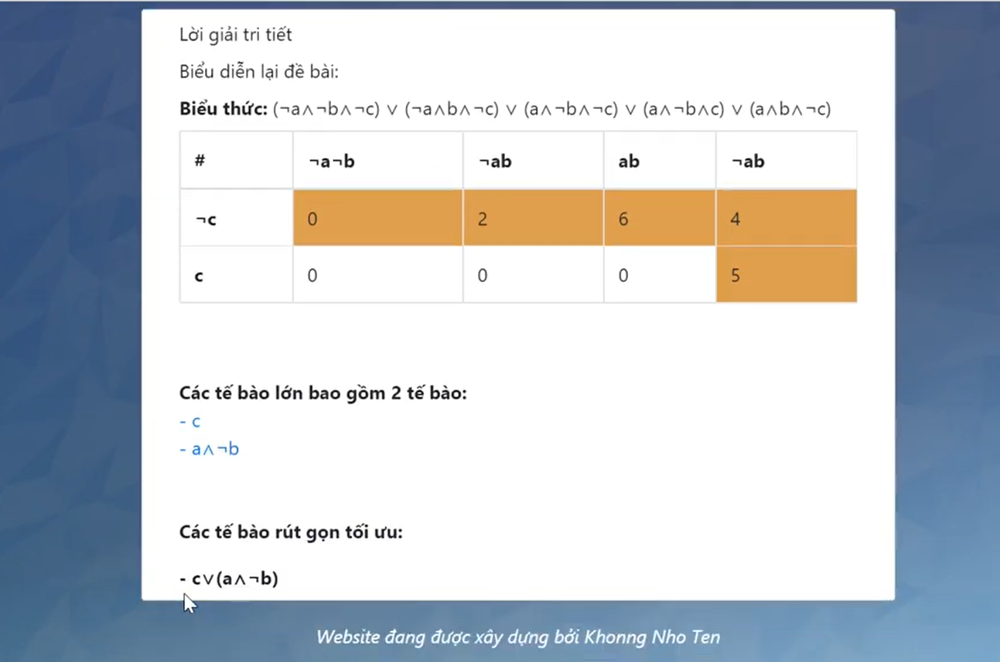 Lời giải tri tiết
Biểu diễn lại đề bài:
Biểu thức: (¬a∧¬b∧¬c) ∨ (¬a∧b∧¬c) ∨ (a∧¬b∧¬c) ∨ (a∧¬b∧c) ∨ (a∧b∧¬c)
# ¬a¬b ¬ab ab ¬ab
¬c 0 2 6 4
c 0 0 0 5
Các tế bào lớn bao gồm 2 tế bào:
- c
- a∧¬b
Các tế bào rút gọn tối ưu:
- c∨(a∧¬b)
Website đang được xây dựng bởi Khonng Nho Ten